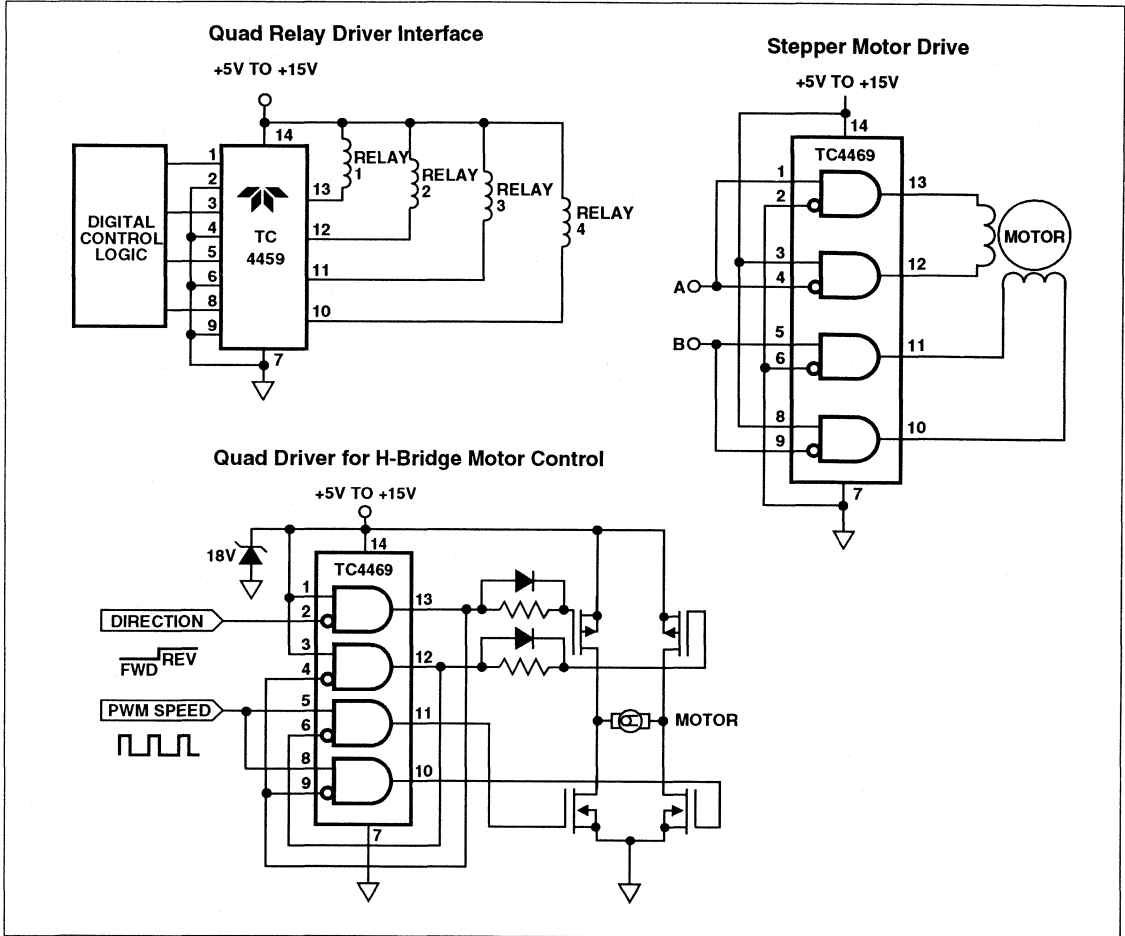 Quad Relay Driver Interface
+5V TO +15V
14
1
2
3
4
5
6
8
9
DIGITAL
CONTROL
LOGIC
TC
4459
13
12
11
10
7
RELAY
1
RELAY
2
RELAY
3
RELAY
4
Stepper Motor Drive
+5V TO +15V
14
TC4469
1
2
3
4
5
6
8
9
A
B
13
12
11
10
7
MOTOR
Quad Driver for H-Bridge Motor Control
+5V TO +15V
18V
14
TC4469
1
2
3
4
5
6
8
9
DIRECTION
FWD REV
PWM SPEED
13
12
11
10
7
MOTOR